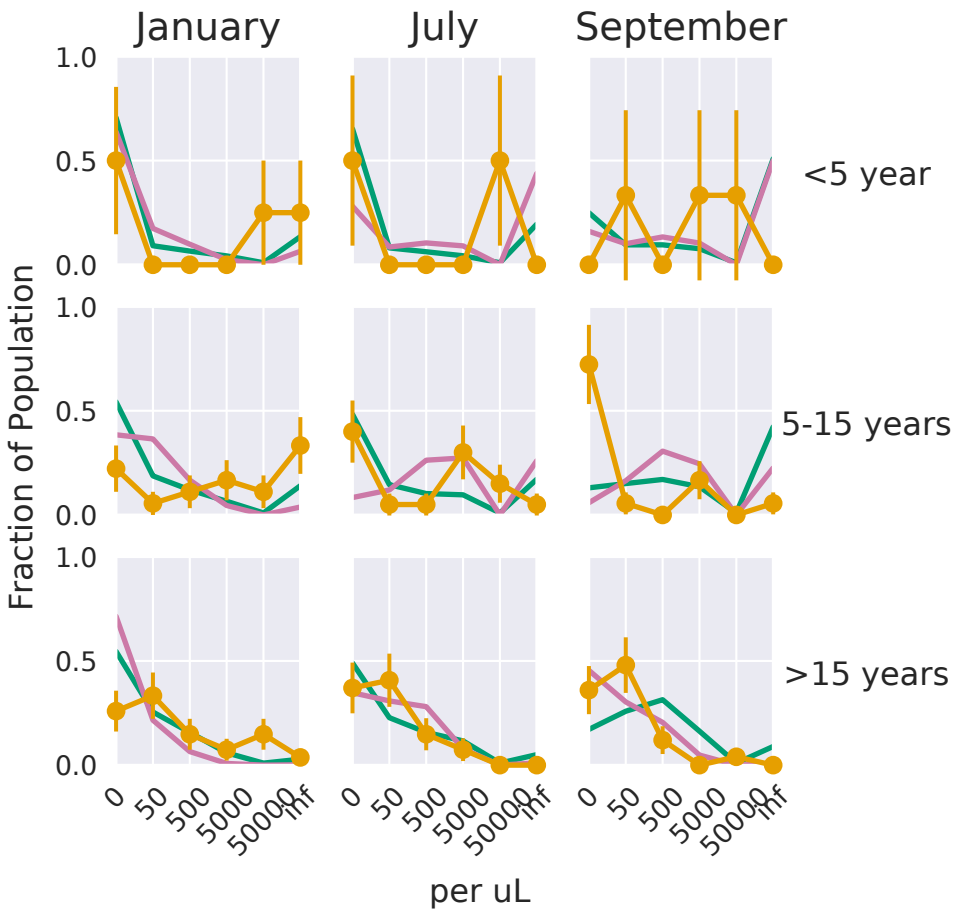 January July September
1.0
0.5
0.0
<5 year
1.0
0.5
0.0
5-15 years
1.0
0.5
0.0
>15 years
Fraction of Population
0 50 500 5000 50000 inf 0 50 500 5000 50000 inf 0 50 500 5000 50000 inf
per uL